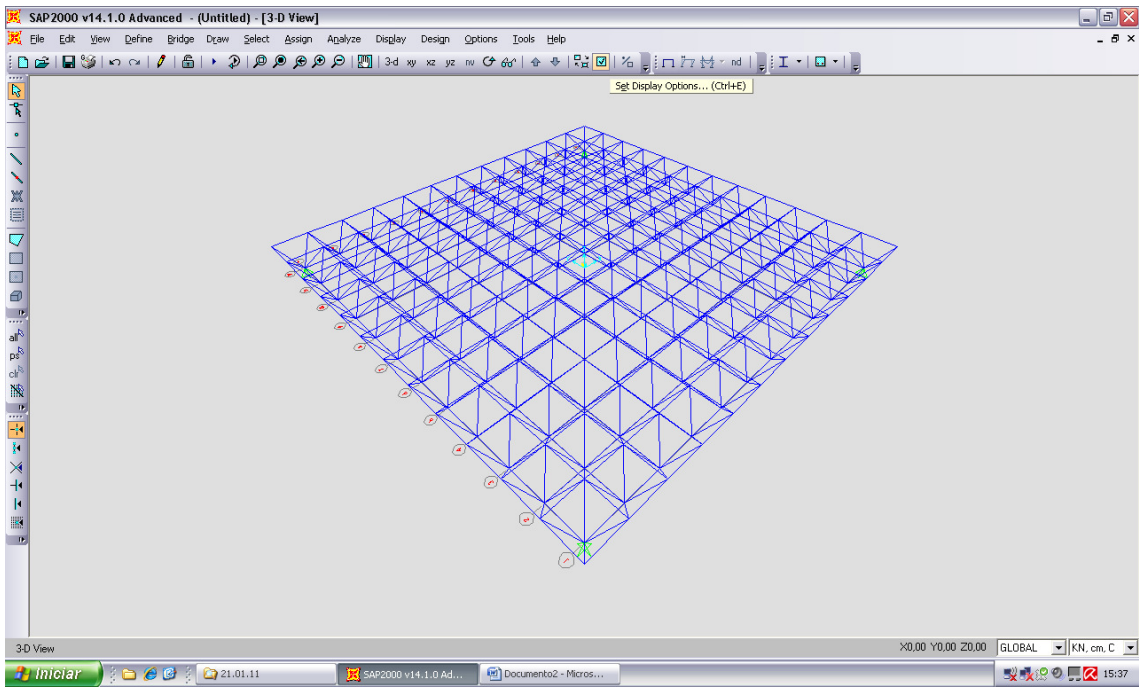 SAP2000 v14.1.0 Advanced - (Untitled) - [3-D View]
File Edit View Define Bridge Draw Select Assign Analyze Display Design Options Tools Help
3-d xy xz yz nv nd
Set Display Options... (Ctrl+E)
all
ps
clr
3-D View X0,00 Y0,00 Z0,00 GLOBAL KN, cm, C
Iniciar 21.01.11 SAP2000 v14.1.0 Ad... Documento2 - Micros... 15:37